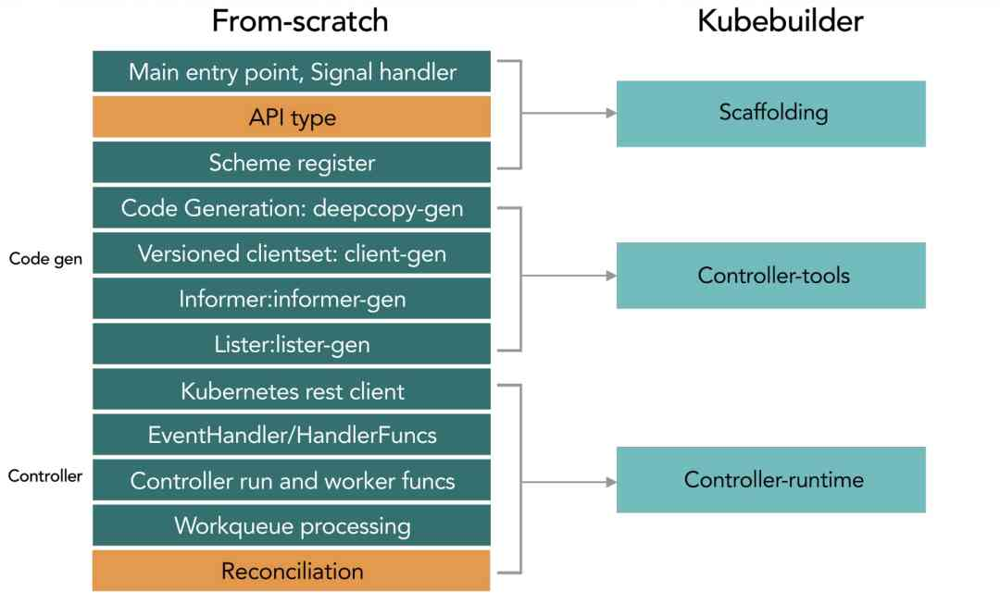 From-scratch
Kubebuilder
Main entry point, Signal handler
API type
Scheme register
Scaffolding
Code gen
Code Generation: deepcopy-gen
Versioned clientset: client-gen
Informer:informer-gen
Lister:lister-gen
Controller-tools
Controller
Kubernetes rest client
EventHandler/HandlerFuncs
Controller run and worker funcs
Workqueue processing
Reconciliation
Controller-runtime